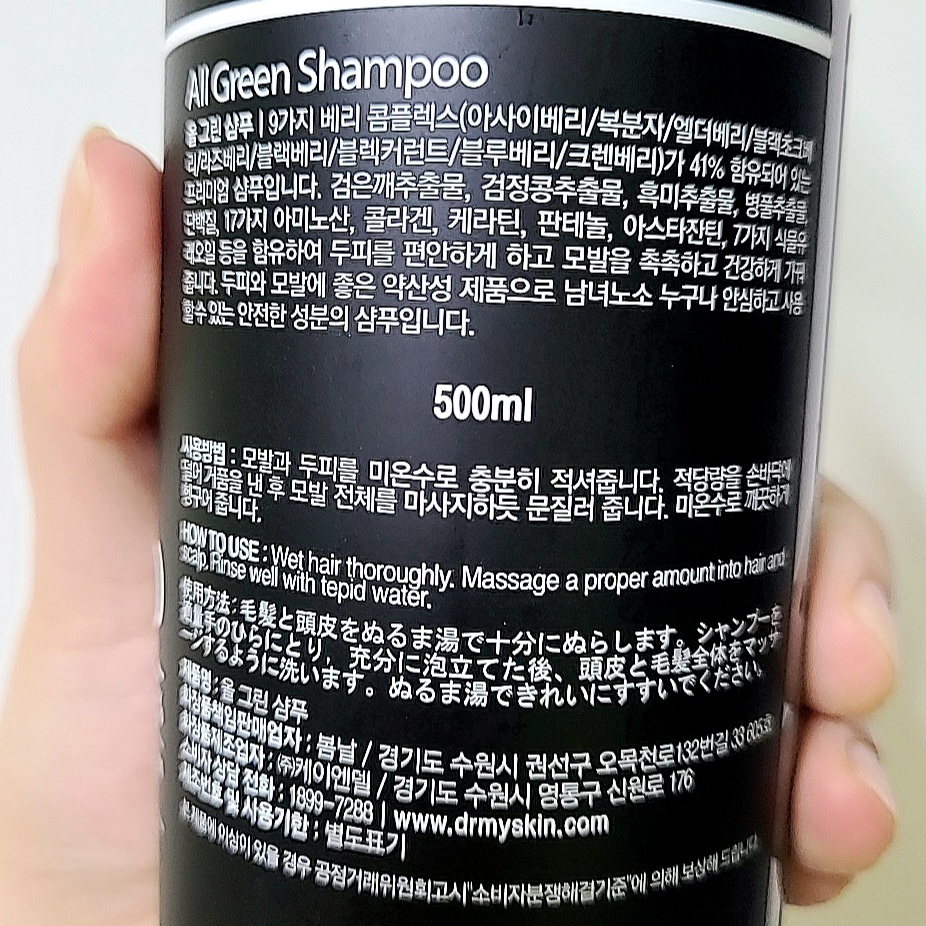 All Green Shampoo
올 그린 샴푸 | 9가지 베리 콤플렉스(아사이베리/복분자/엘더베리/블랙초크베
리/라즈베리/블랙베리/블렉커런트/블루베리/크렌베리)가 41% 함유되어 있는
프리미엄 샴푸입니다. 검은깨추출물, 검정콩추출물, 흑미추출물, 병풀추출물,
단백질, 17가지 아미노산, 콜라겐, 케라틴, 판테놀, 아스타잔틴, 7가지 식물유
래오일 등을 함유하여 두피를 편안하게 하고 모발을 촉촉하고 건강하게 가꿔
줍니다. 두피와 모발에 좋은 약산성 제품으로 남녀노소 누구나 안심하고 사용
할 수 있는 안전한 성분의 샴푸입니다.
500ml
사용방법 : 모발과 두피를 미온수로 충분히 적셔줍니다. 적당량을 손바닥에
덜어 거품을 낸 후 모발 전체를 마사지하듯 문질러 줍니다. 미온수로 깨끗하게
헹구어 줍니다.
HOW TO USE : Wet hair thoroughly. Massage a proper amount into hair and
scalp. Rinse well with tepid water.
使用方法 : 毛髪と頭皮をぬるま湯で十分にぬらします。シャンプーを
適量手のひらにとり、充分に泡立てた後、頭皮と毛髪全体をマッサ
ージするように洗います。ぬるま湯できれいにすすいでください。
제품명 : 올 그린 샴푸
화장품책임판매업자 : 봄날 / 경기도 수원시 권선구 오목천로132번길 33 605호
화장품제조업자 : ㈜케이엔델 / 경기도 수원시 영통구 신원로 176
소비자 상담 전화 : 1899-7288 | www.drmyskin.com
제조번호 및 사용기한 : 별도표기
본 제품에 이상이 있을 경우 공정거래위원회고시"소비자분쟁해결기준"에 의해 보상해 드립니다.